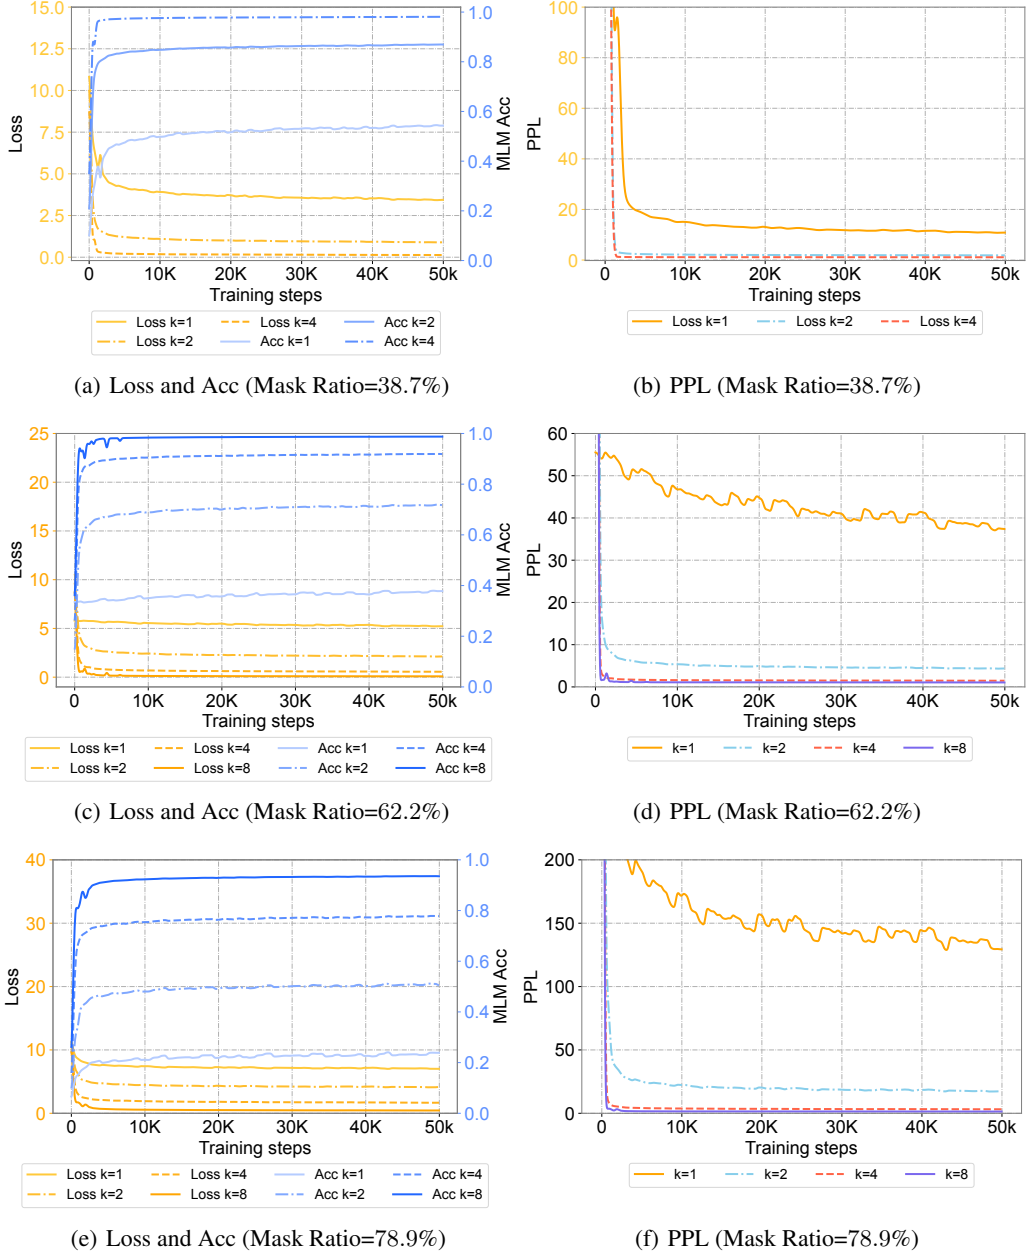 15.0
12.5
10.0
7.5
5.0
2.5
0.0
Loss
1.0
0.8
0.6
0.4
0.2
0.0
MLM Acc
0 10K 20K 30K 40K 50k
Training steps
Loss k=1 Loss k=4 Acc k=2
Loss k=2 Acc k=1 Acc k=4
(a) Loss and Acc (Mask Ratio=38.7%)
100
80
60
40
20
0
PPL
0 10K 20K 30K 40K 50k
Training steps
Loss k=1 Loss k=2 Loss k=4
(b) PPL (Mask Ratio=38.7%)
25
20
15
10
5
0
Loss
1.0
0.8
0.6
0.4
0.2
0.0
MLM Acc
0 10K 20K 30K 40K 50k
Training steps
Loss k=1 Loss k=4 Acc k=1 Acc k=4
Loss k=2 Loss k=8 Acc k=2 Acc k=8
(c) Loss and Acc (Mask Ratio=62.2%)
60
50
40
30
20
10
0
PPL
0 10K 20K 30K 40K 50k
Training steps
k=1 k=2 k=4 k=8
(d) PPL (Mask Ratio=62.2%)
40
30
20
10
0
Loss
1.0
0.8
0.6
0.4
0.2
0.0
MLM Acc
0 10K 20K 30K 40K 50k
Training steps
Loss k=1 Loss k=4 Acc k=1 Acc k=4
Loss k=2 Loss k=8 Acc k=2 Acc k=8
(e) Loss and Acc (Mask Ratio=78.9%)
200
150
100
50
0
PPL
0 10K 20K 30K 40K 50k
Training steps
k=1 k=2 k=4 k=8
(f) PPL (Mask Ratio=78.9%)